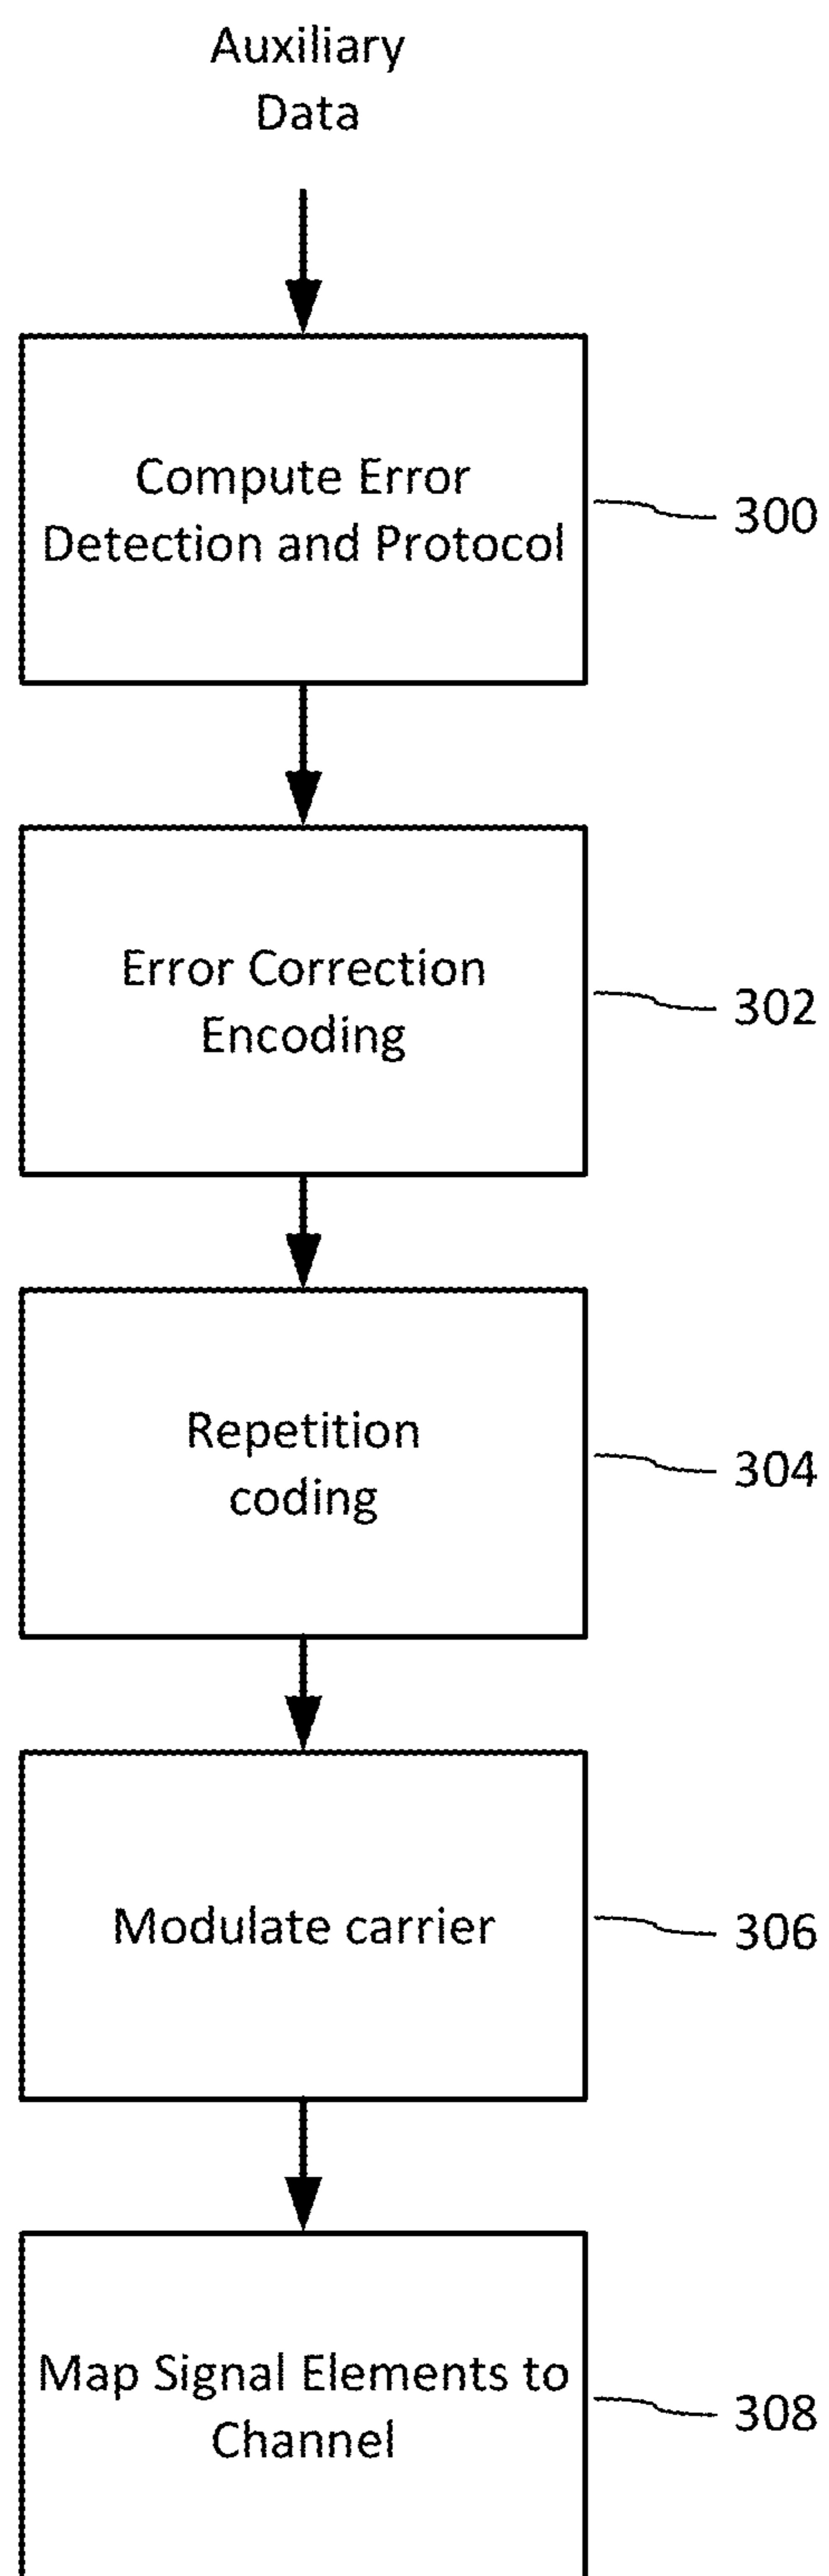 Auxiliary
Data
Compute Error
Detection and Protocol
300
Error Correction
Encoding
302
Repetition
coding
304
Modulate carrier
306
Map Signal Elements to
Channel
308